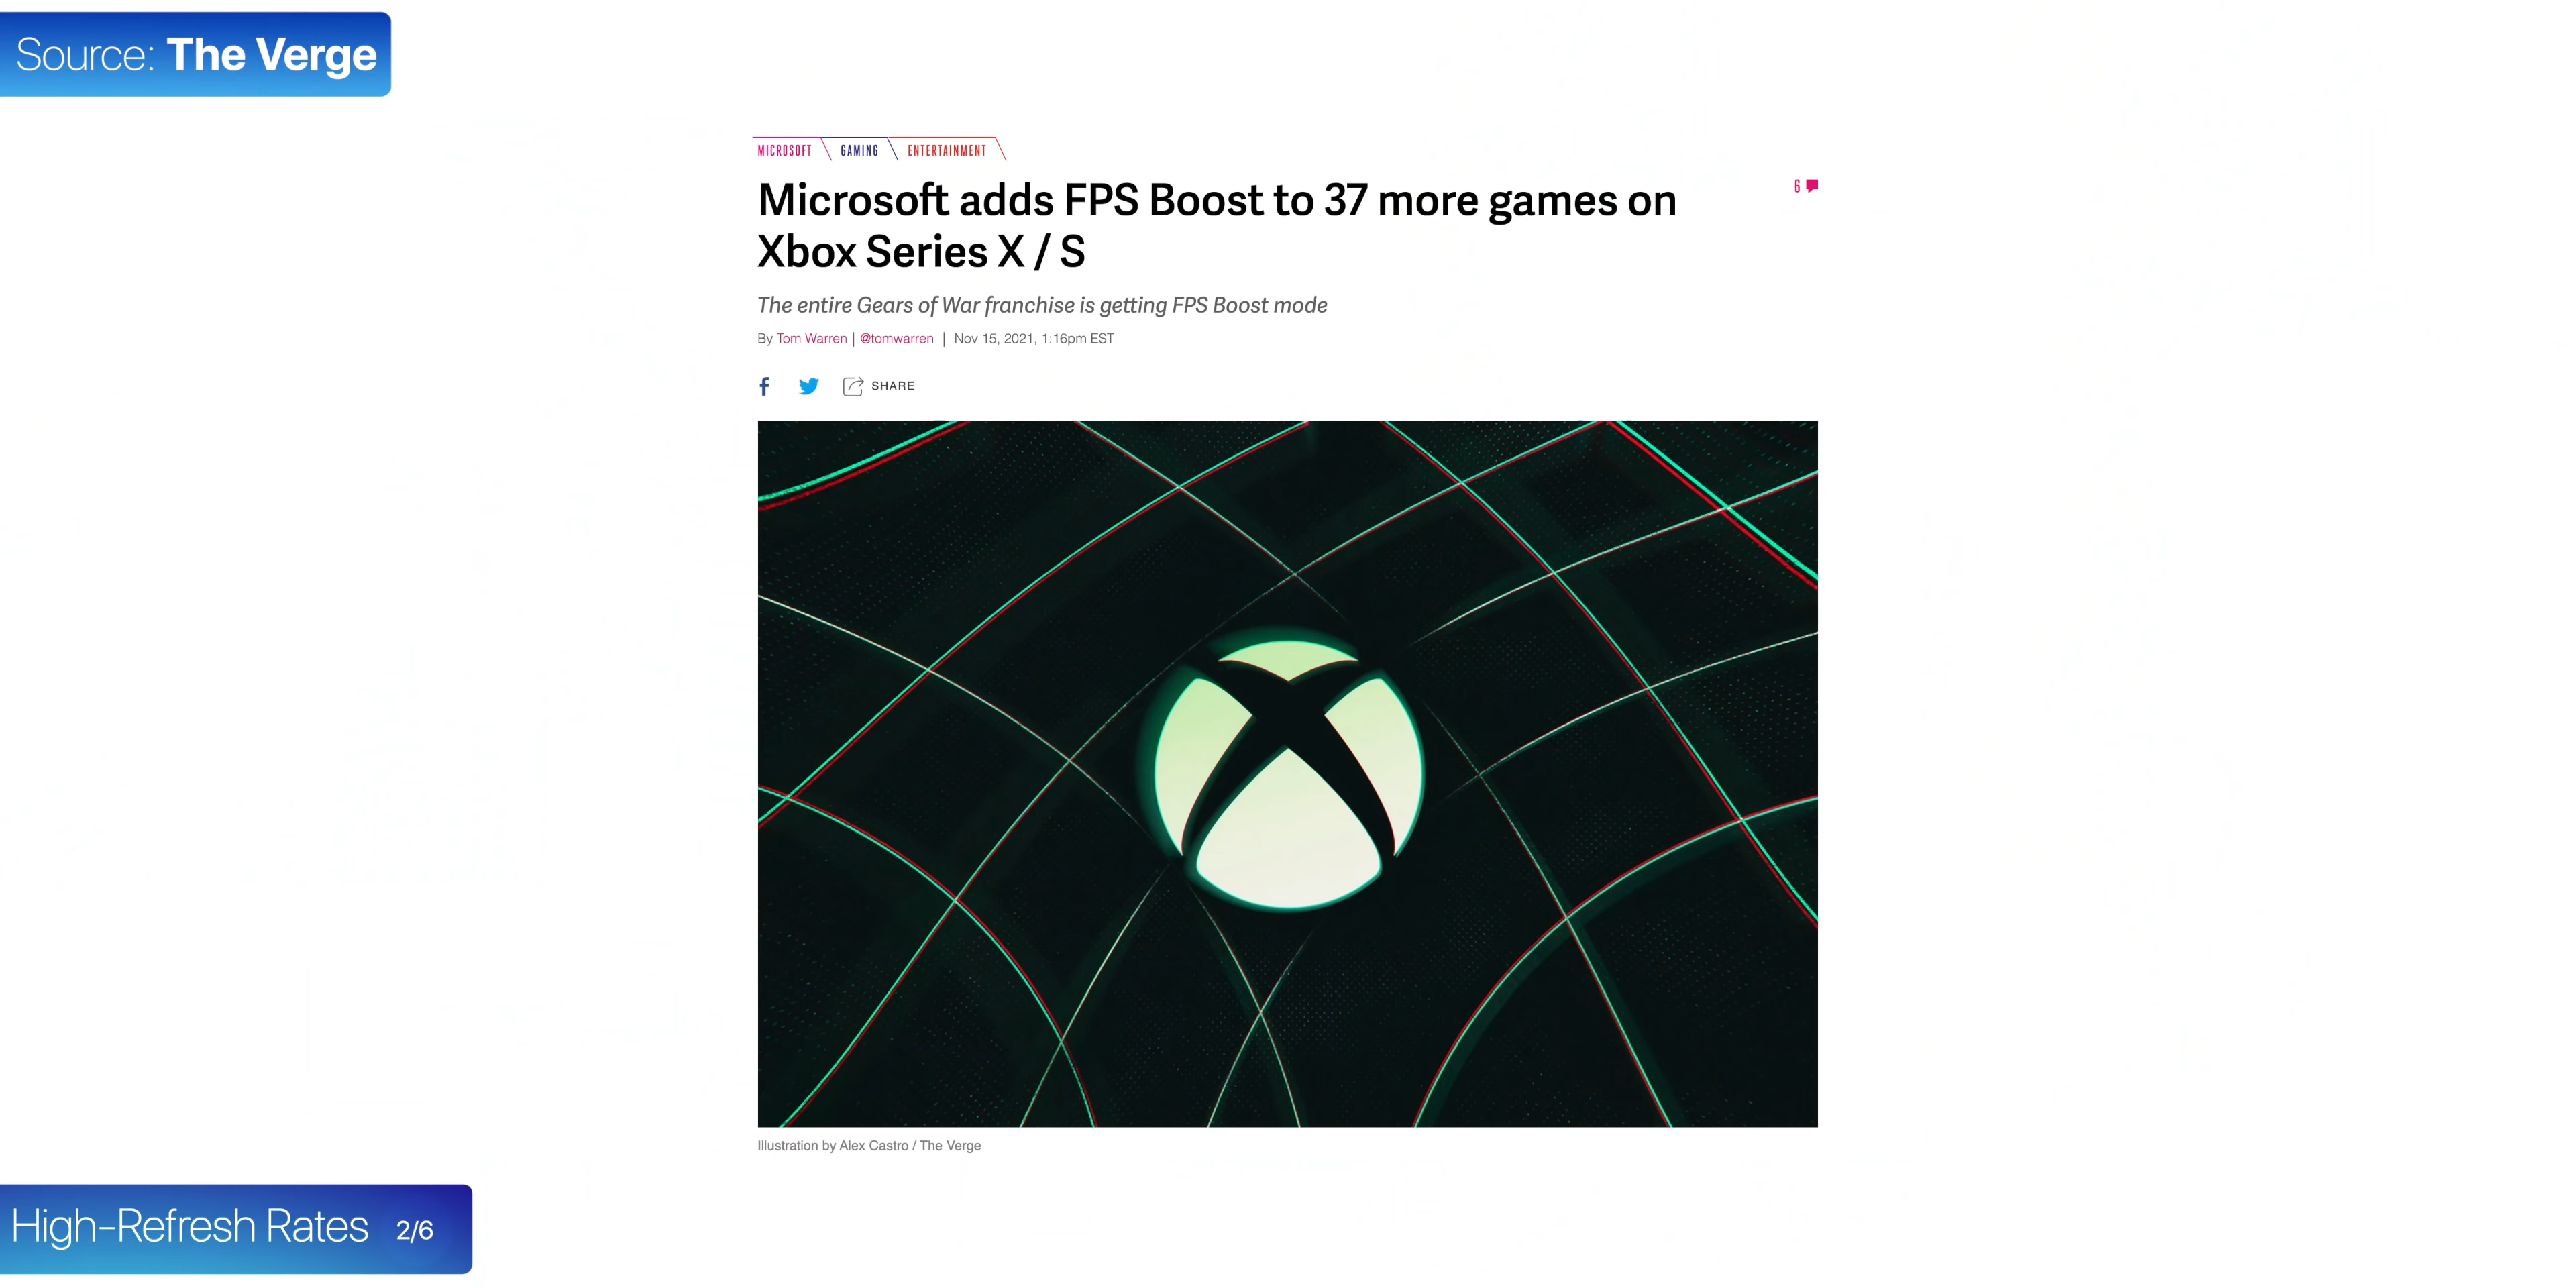 Source: The Verge
MICROSOFT GAMING ENTERTAINMENT
Microsoft adds FPS Boost to 37 more games on
Xbox Series X / S
6
The entire Gears of War franchise is getting FPS Boost mode
By Tom Warren | @tomwarren | Nov 15, 2021, 1:16pm EST
SHARE
Illustration by Alex Castro / The Verge
High-Refresh Rates 2/6